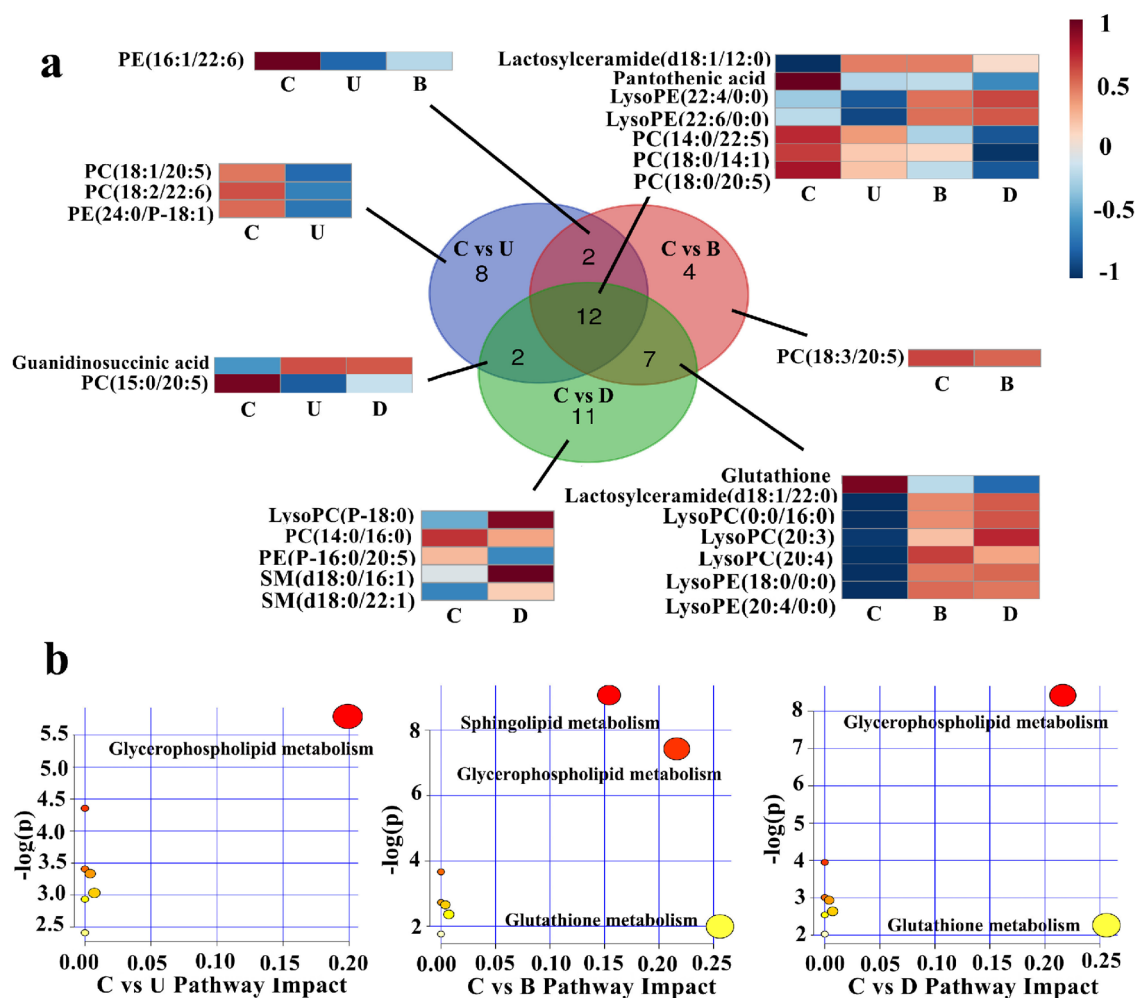 a
PE(16:1/22:6)
C U B
Lactosylceramide(d18:1/12:0)
Pantothenic acid
LysoPE(22:4/0:0)
LysoPE(22:6/0:0)
PC(14:0/22:5)
PC(18:0/14:1)
PC(18:0/20:5)
C U B D
1
0.5
0
-0.5
-1
PC(18:1/20:5)
PC(18:2/22:6)
PE(24:0/P-18:1)
C U
C vs U
8
2
C vs B
4
12
2
7
C vs D
11
Guanidinosuccinic acid
PC(15:0/20:5)
C U D
PC(18:3/20:5)
C B
LysoPC(P-18:0)
PC(14:0/16:0)
PE(P-16:0/20:5)
SM(d18:0/16:1)
SM(d18:0/22:1)
C D
Glutathione
Lactosylceramide(d18:1/22:0)
LysoPC(0:0/16:0)
LysoPC(20:3)
LysoPC(20:4)
LysoPE(18:0/0:0)
LysoPE(20:4/0:0)
C B D
b
-log(p)
5.5
5.0
4.5
4.0
3.5
3.0
2.5
Glycerophospholipid metabolism
0.00 0.05 0.10 0.15 0.20
C vs U Pathway Impact
-log(p)
8
6
4
2
Sphingolipid metabolism
Glycerophospholipid metabolism
Glutathione metabolism
0.00 0.05 0.10 0.15 0.20 0.25
C vs B Pathway Impact
-log(p)
8
7
6
5
4
3
2
Glycerophospholipid metabolism
Glutathione metabolism
0.00 0.05 0.10 0.15 0.20 0.25
C vs D Pathway Impact